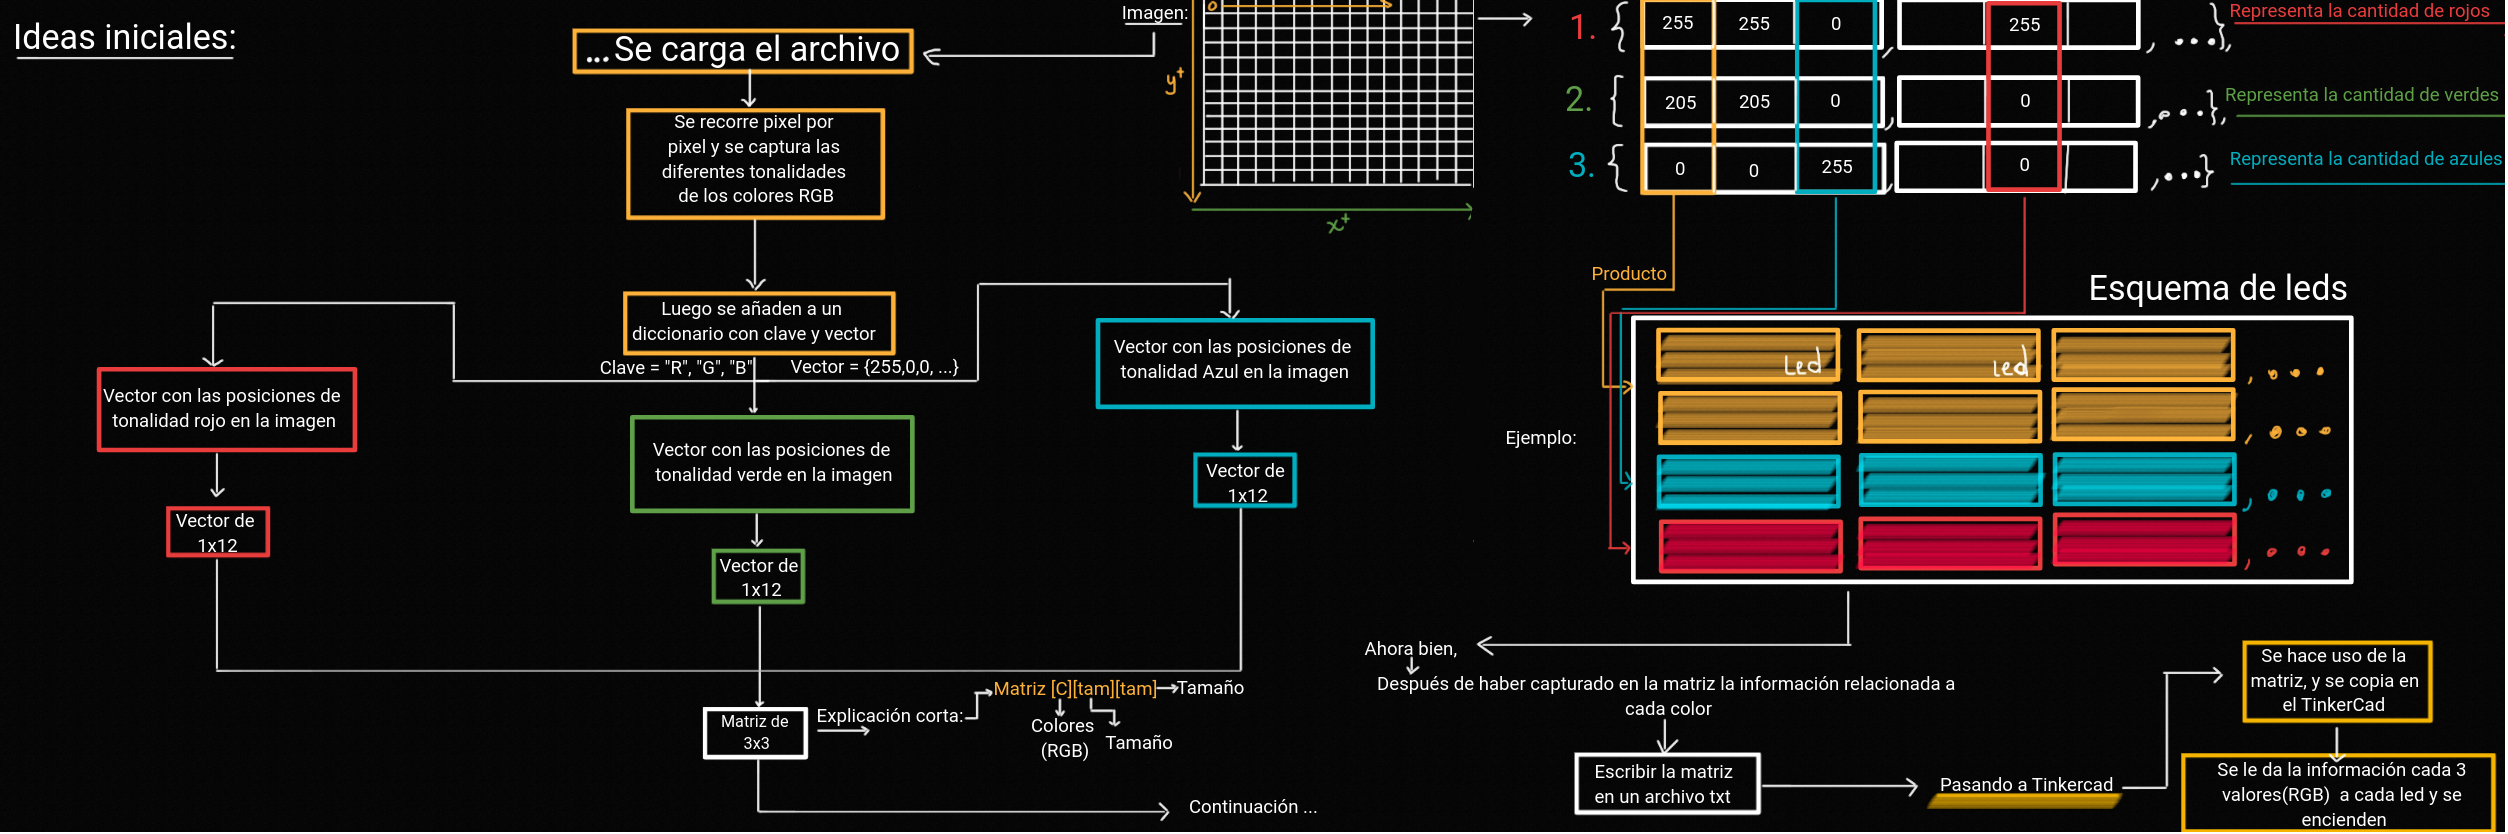 Ideas iniciales:
... Se carga el archivo
Se recorre pixel por
pixel y se captura las
diferentes tonalidades
de los colores RGB
Luego se añaden a un
diccionario con clave y vector
Clave = "R", "G", "B"
Vector = {255,0,0, ...}
Vector con las posiciones de
tonalidad rojo en la imagen
Vector de
1x12
Vector con las posiciones de
tonalidad verde en la imagen
Vector de
1x12
Vector con las posiciones de
tonalidad Azul en la imagen
Vector de
1x12
Matriz de
3x3
Explicación corta:
Matriz [C][tam][tam]
Tamaño
Colores
(RGB)
Tamaño
Continuación ...
Imagen:
0
y+
x+
1. { 255 255 0 , 255 , ...},
Representa la cantidad de rojos
2. { 205 205 0 , 0 , ...},
Representa la cantidad de verdes
3. { 0 0 255 , 0 , ...}
Representa la cantidad de azules
Producto
Esquema de leds
Led
led
, ...
, ...
, ...
, ...
Ejemplo:
Ahora bien,
Después de haber capturado en la matriz la información relacionada a
cada color
Escribir la matriz
en un archivo txt
Pasando a Tinkercad
Se hace uso de la
matriz, y se copia en
el TinkerCad
Se le da la información cada 3
valores(RGB) a cada led y se
encienden